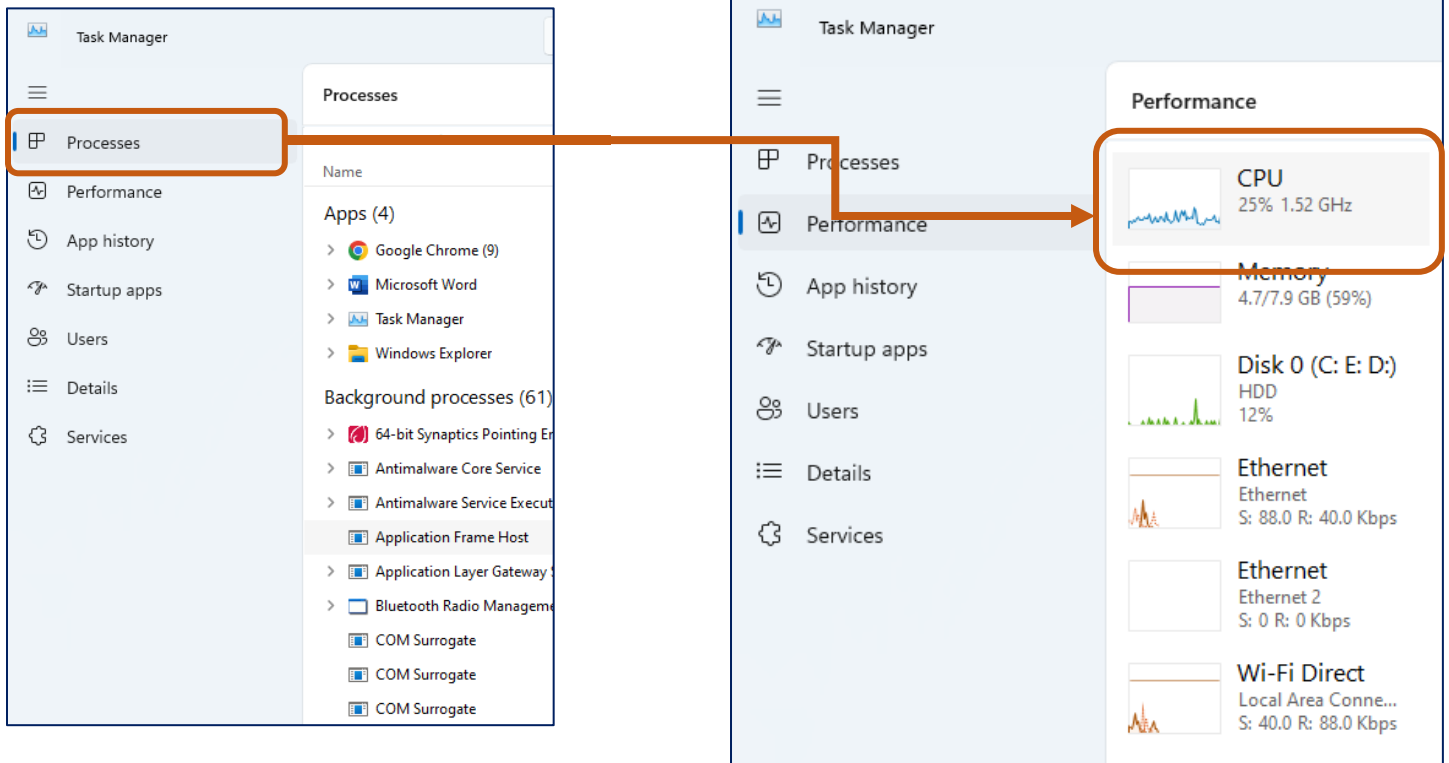 Task Manager
Processes
Performance
App history
Startup apps
Users
Details
Services
Processes
Name
Apps (4)
Google Chrome (9)
Microsoft Word
Task Manager
Windows Explorer
Background processes (61)
64-bit Synaptics Pointing Er
Antimalware Core Service
Antimalware Service Execut
Application Frame Host
Application Layer Gateway S
Bluetooth Radio Manageme
COM Surrogate
COM Surrogate
COM Surrogate
Task Manager
Processes
Performance
App history
Startup apps
Users
Details
Services
Performance
CPU
25% 1.52 GHz
Memory
4.7/7.9 GB (59%)
Disk 0 (C: E: D:)
HDD
12%
Ethernet
Ethernet
S: 88.0 R: 40.0 Kbps
Ethernet
Ethernet 2
S: 0 R: 0 Kbps
Wi-Fi Direct
Local Area Conne...
S: 40.0 R: 88.0 Kbps